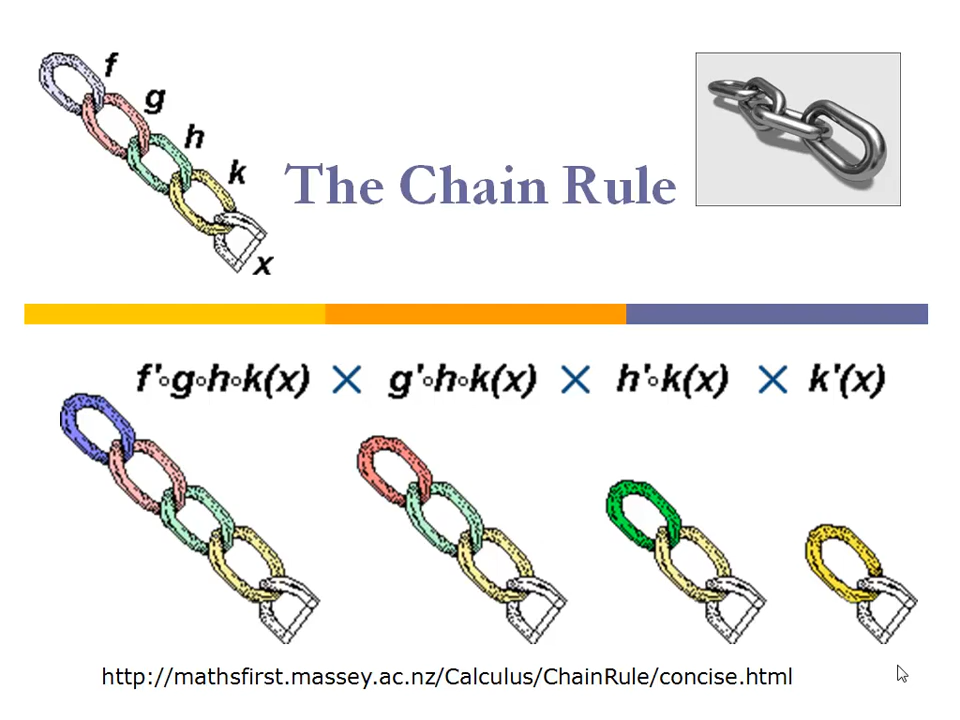 f
g
h
k
x
The Chain Rule
f'∘g∘h∘k(x) × g'∘h∘k(x) × h'∘k(x) × k'(x)
http://mathsfirst.massey.ac.nz/Calculus/ChainRule/concise.html